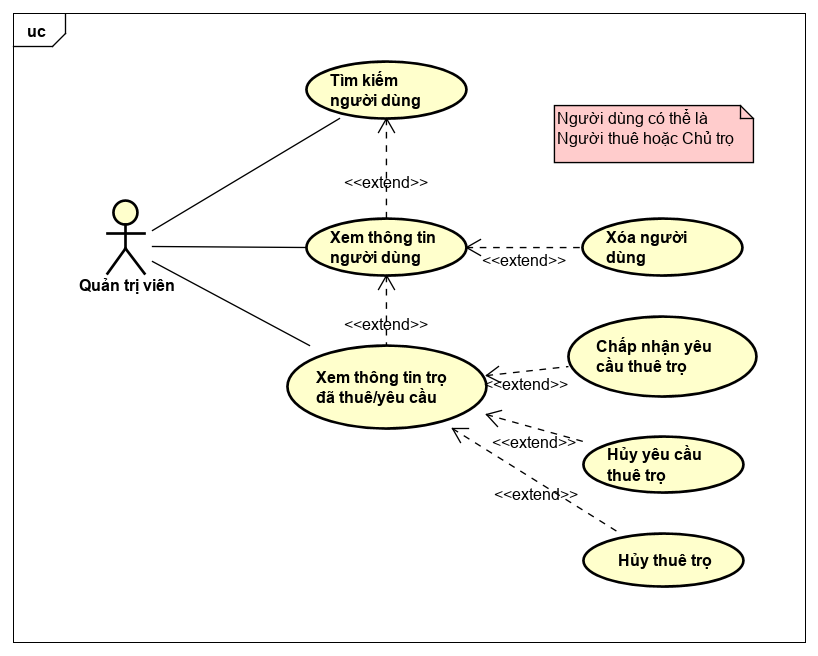 uc
Tìm kiếm
người dùng
Người dùng có thể là
Người thuê hoặc Chủ trọ
<<extend>>
Xem thông tin
người dùng
Xóa người
dùng
<<extend>>
Quản trị viên
<<extend>>
Chấp nhận yêu
cầu thuê trọ
Xem thông tin trọ
đã thuê/yêu cầu
<<extend>>
<<extend>>
Hủy yêu cầu
thuê trọ
<<extend>>
Hủy thuê trọ